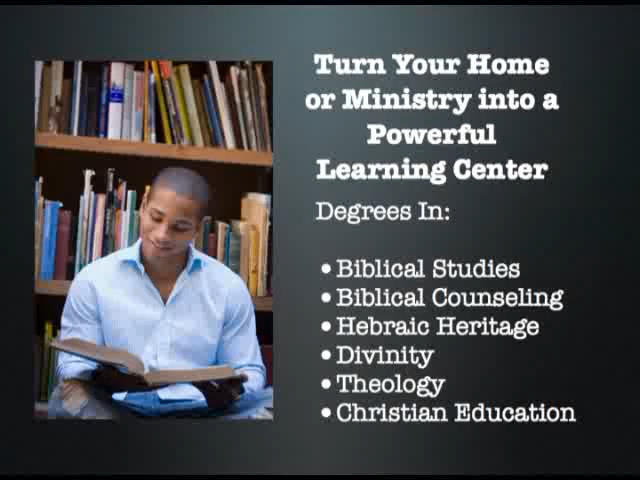 Turn Your Home
or Ministry into a
Powerful
Learning Center
Degrees In:
•Biblical Studies
•Biblical Counseling
•Hebraic Heritage
•Divinity
•Theology
•Christian Education